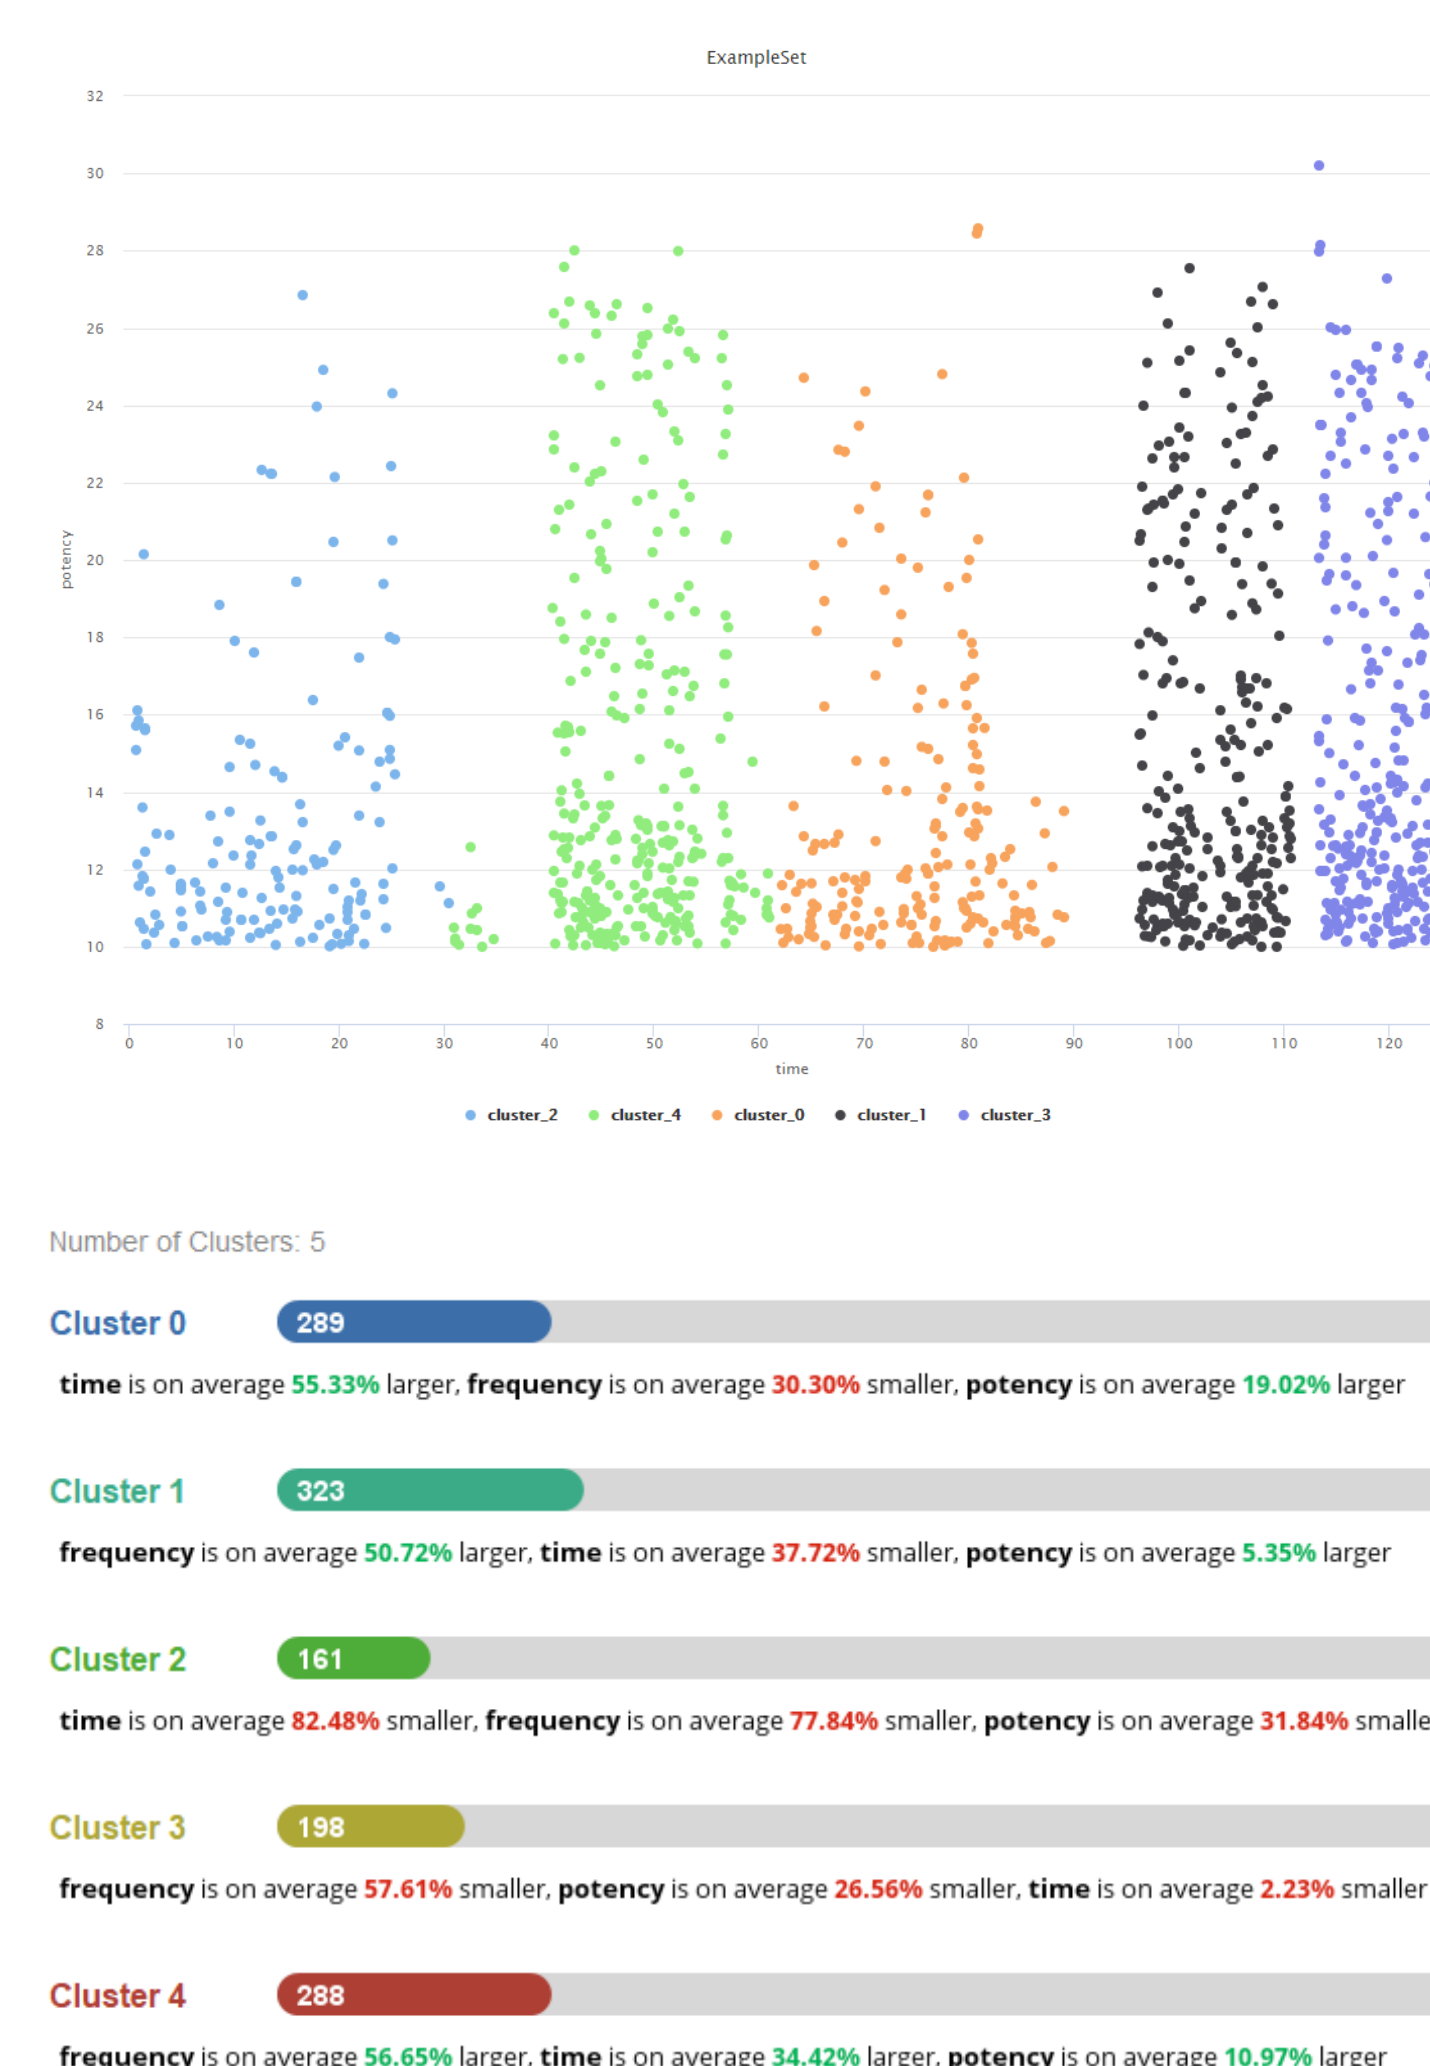 ExampleSet
32
30
28
26
24
22
20
18
16
14
12
10
8
potency
0 10 20 30 40 50 60 70 80 90 100 110 120
time
cluster_2 cluster_4 cluster_0 cluster_1 cluster_3
Number of Clusters: 5
Cluster 0 289
time is on average 55.33% larger, frequency is on average 30.30% smaller, potency is on average 19.02% larger
Cluster 1 323
frequency is on average 50.72% larger, time is on average 37.72% smaller, potency is on average 5.35% larger
Cluster 2 161
time is on average 82.48% smaller, frequency is on average 77.84% smaller, potency is on average 31.84% smalle
Cluster 3 198
frequency is on average 57.61% smaller, potency is on average 26.56% smaller, time is on average 2.23% smaller
Cluster 4 288
frequency is on average 56.65% larger, time is on average 34.42% larger, potency is on average 10.97% larger